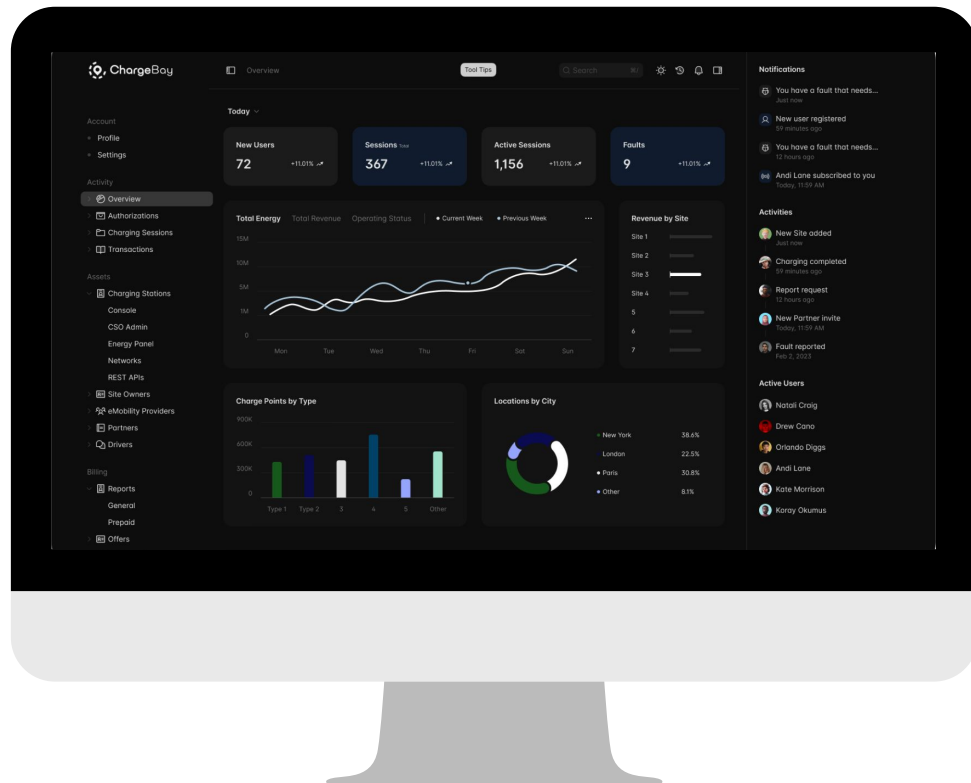 ChargeBay
Account
Profile
Settings
Activity
Overview
Authorizations
Charging Sessions
Transactions
Assets
Charging Stations
Console
CSO Admin
Energy Panel
Networks
REST APIs
Site Owners
eMobility Providers
Partners
Drivers
Billing
Reports
General
Prepaid
Offers
Overview
Tool Tips
Search
Today
New Users
72
+11.01%
Sessions Total
367
+11.01%
Active Sessions
1,156
+11.01%
Faults
9
+11.01%
Total Energy Total Revenue Operating Status Current Week Previous Week
15M
10M
5M
1M
0
Mon Tue Wed Thu Fri Sat Sun
Revenue by Site
Site 1
Site 2
Site 3
Site 4
5
6
7
Charge Points by Type
900K
600K
300K
0
Type 1 Type 2 3 4 5 Other
Locations by City
New York 38.6%
London 22.5%
Paris 30.8%
Other 8.1%
Notifications
You have a fault that needs...
Just now
New user registered
59 minutes ago
You have a fault that needs...
12 hours ago
Andi Lane subscribed to you
Today, 11:59 AM
Activities
New Site added
Just now
Charging completed
59 minutes ago
Report request
12 hours ago
New Partner invite
Today, 11:59 AM
Fault reported
Feb 2, 2023
Active Users
Natali Craig
Drew Cano
Orlando Diggs
Andi Lane
Kate Morrison
Koray Okumus